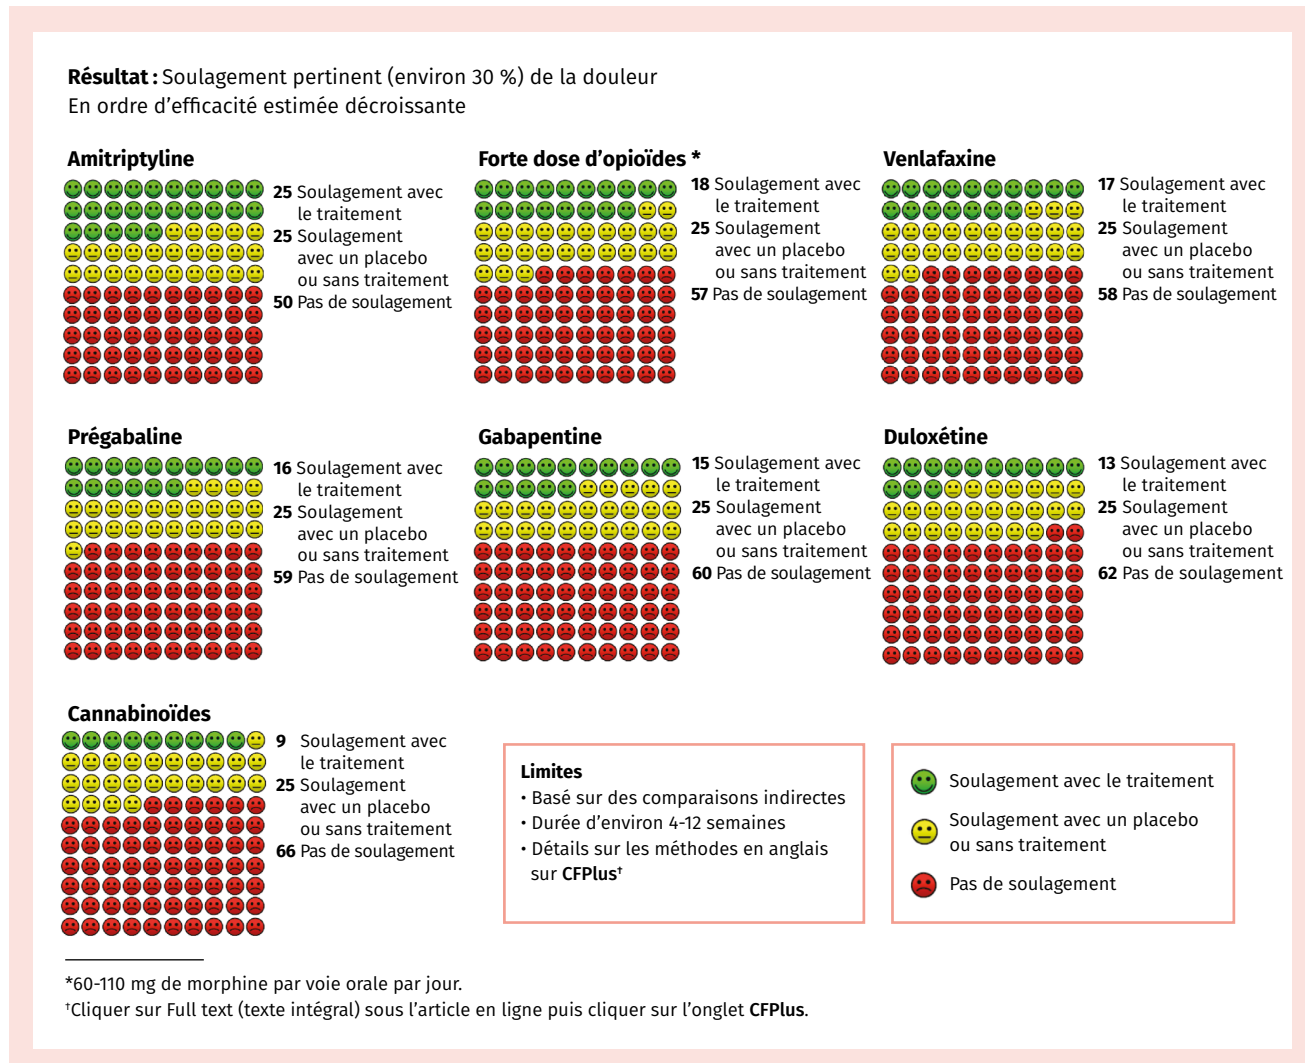 Résultat : Soulagement pertinent (environ 30 %) de la douleur
En ordre d’efficacité estimée décroissante
Amitriptyline
25 Soulagement avec
le traitement
25 Soulagement
avec un placebo
ou sans traitement
50 Pas de soulagement
Forte dose d’opioïdes *
18 Soulagement avec
le traitement
25 Soulagement
avec un placebo
ou sans traitement
57 Pas de soulagement
Venlafaxine
17 Soulagement avec
le traitement
25 Soulagement
avec un placebo
ou sans traitement
58 Pas de soulagement
Prégabaline
16 Soulagement avec
le traitement
25 Soulagement
avec un placebo
ou sans traitement
59 Pas de soulagement
Gabapentine
15 Soulagement avec
le traitement
25 Soulagement
avec un placebo
ou sans traitement
60 Pas de soulagement
Duloxétine
13 Soulagement avec
le traitement
25 Soulagement
avec un placebo
ou sans traitement
62 Pas de soulagement
Cannabinoïdes
9 Soulagement avec
le traitement
25 Soulagement
avec un placebo
ou sans traitement
66 Pas de soulagement
Limites
• Basé sur des comparaisons indirectes
• Durée d’environ 4-12 semaines
• Détails sur les méthodes en anglais
sur CFPlus†
Soulagement avec le traitement
Soulagement avec un placebo
ou sans traitement
Pas de soulagement
*60-110 mg de morphine par voie orale par jour.
†Cliquer sur Full text (texte intégral) sous l’article en ligne puis cliquer sur l’onglet CFPlus.